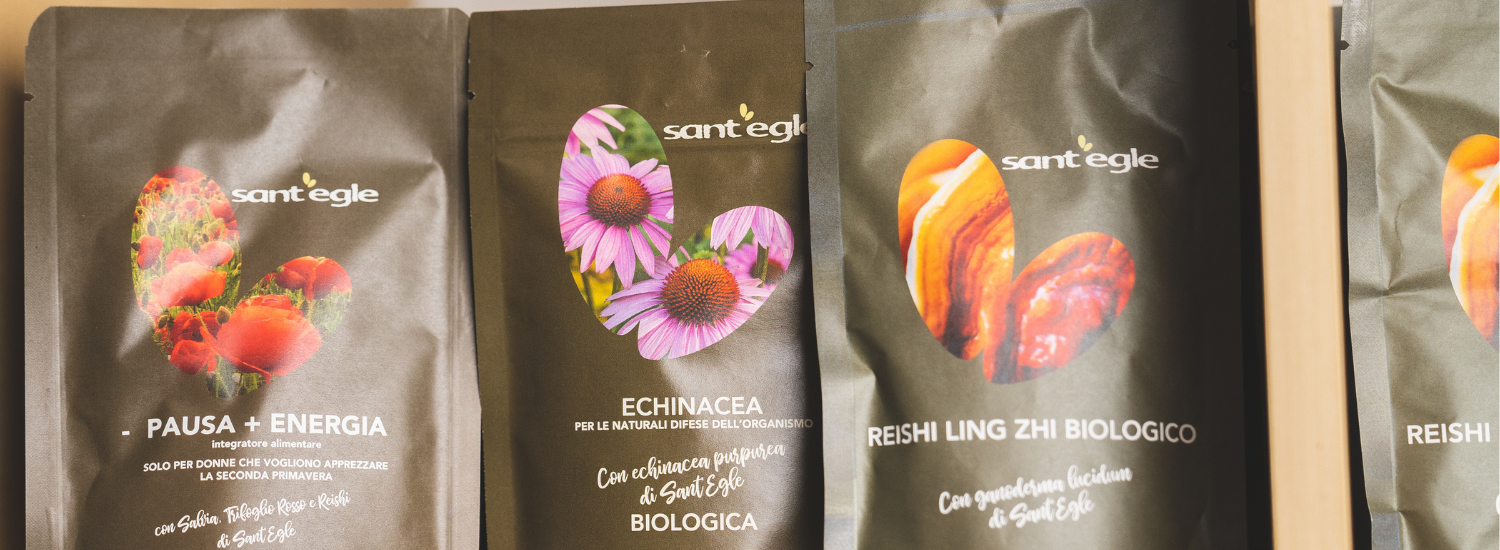 sant'egle
- PAUSA + ENERGIA
integratore alimentare
SOLO PER DONNE CHE VOGLIONO APPREZZARE
LA SECONDA PRIMAVERA
con Salvia, Trifoglio Rosso e Reishi
di Sant'Egle
sant'egle
ECHINACEA
PER LE NATURALI DIFESE DELL'ORGANISMO
Con echinacea purpurea
di Sant'Egle
BIOLOGICA
sant'egle
REISHI LING ZHI BIOLOGICO
Con ganoderma lucidum
di Sant'Egle
REISHI